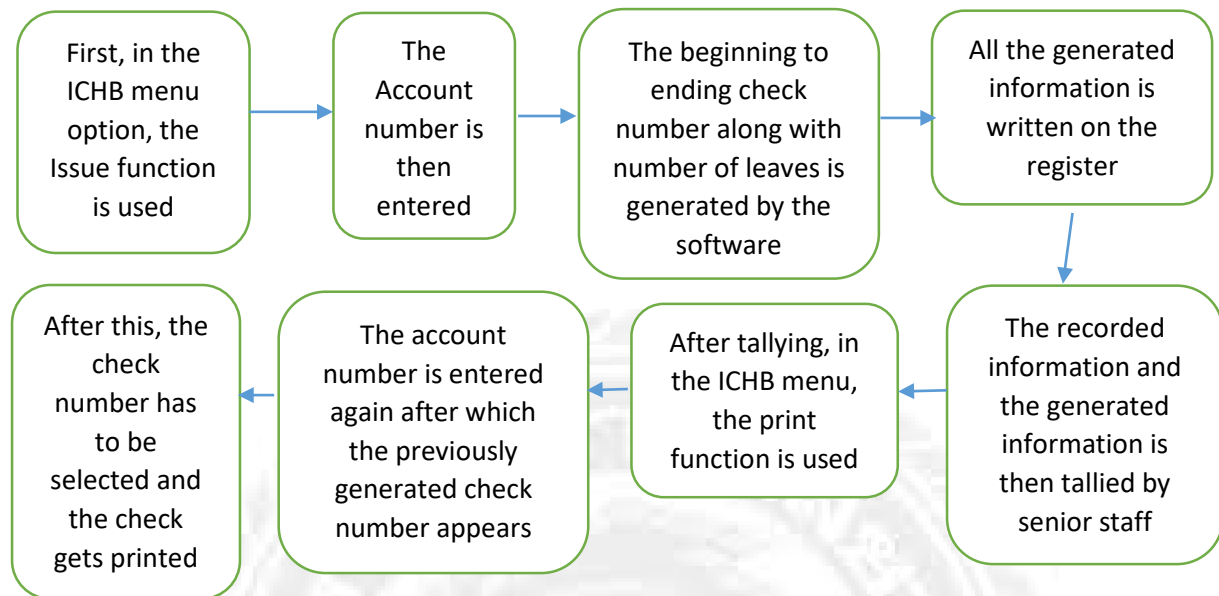 First, in the
ICHB menu
option, the
Issue function
is used
The
Account
number is
then
entered
The beginning to
ending check
number along with
number of leaves is
generated by the
software
All the generated
information is
written on the
register
The recorded
information and
the generated
information is
then tallied by
senior staff
After tallying, in
the ICHB menu,
the print
function is used
The account
number is entered
again after which
the previously
generated check
number appears
After this, the
check
number has
to be
selected and
the check
gets printed